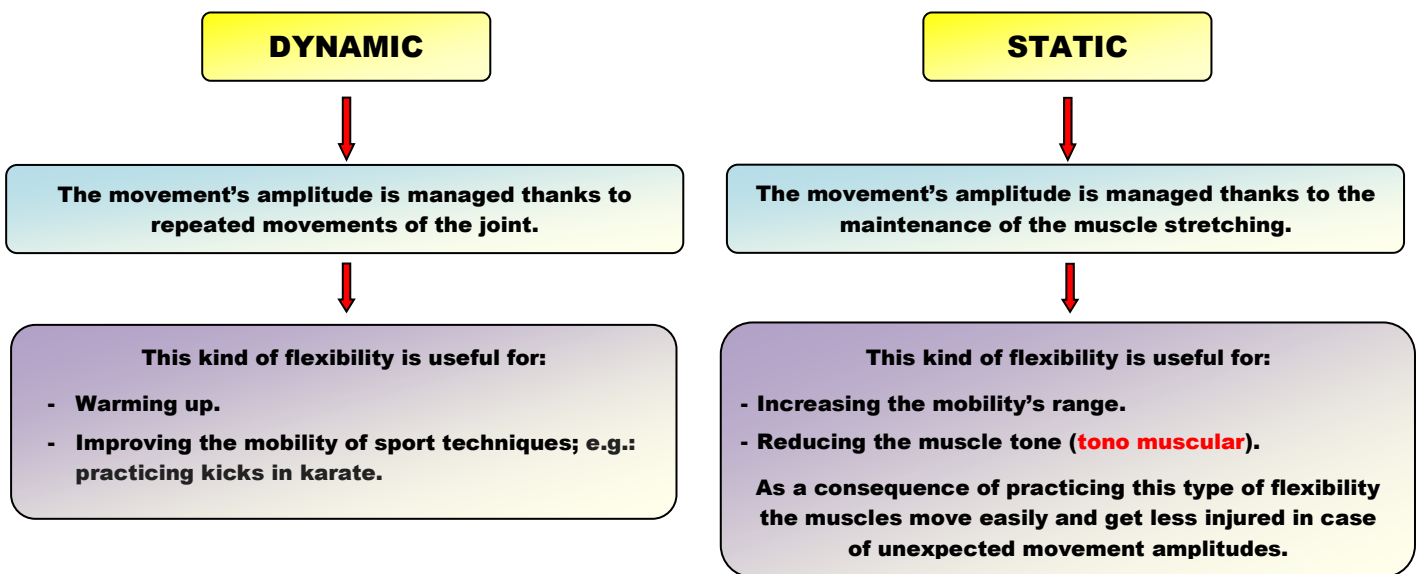 DYNAMIC
The movement’s amplitude is managed thanks to
repeated movements of the joint.
This kind of flexibility is useful for:
- Warming up.
- Improving the mobility of sport techniques; e.g.:
practicing kicks in karate.
STATIC
The movement’s amplitude is managed thanks to the
maintenance of the muscle stretching.
This kind of flexibility is useful for:
- Increasing the mobility’s range.
- Reducing the muscle tone (tono muscular).
As a consequence of practicing this type of flexibility
the muscles move easily and get less injured in case
of unexpected movement amplitudes.